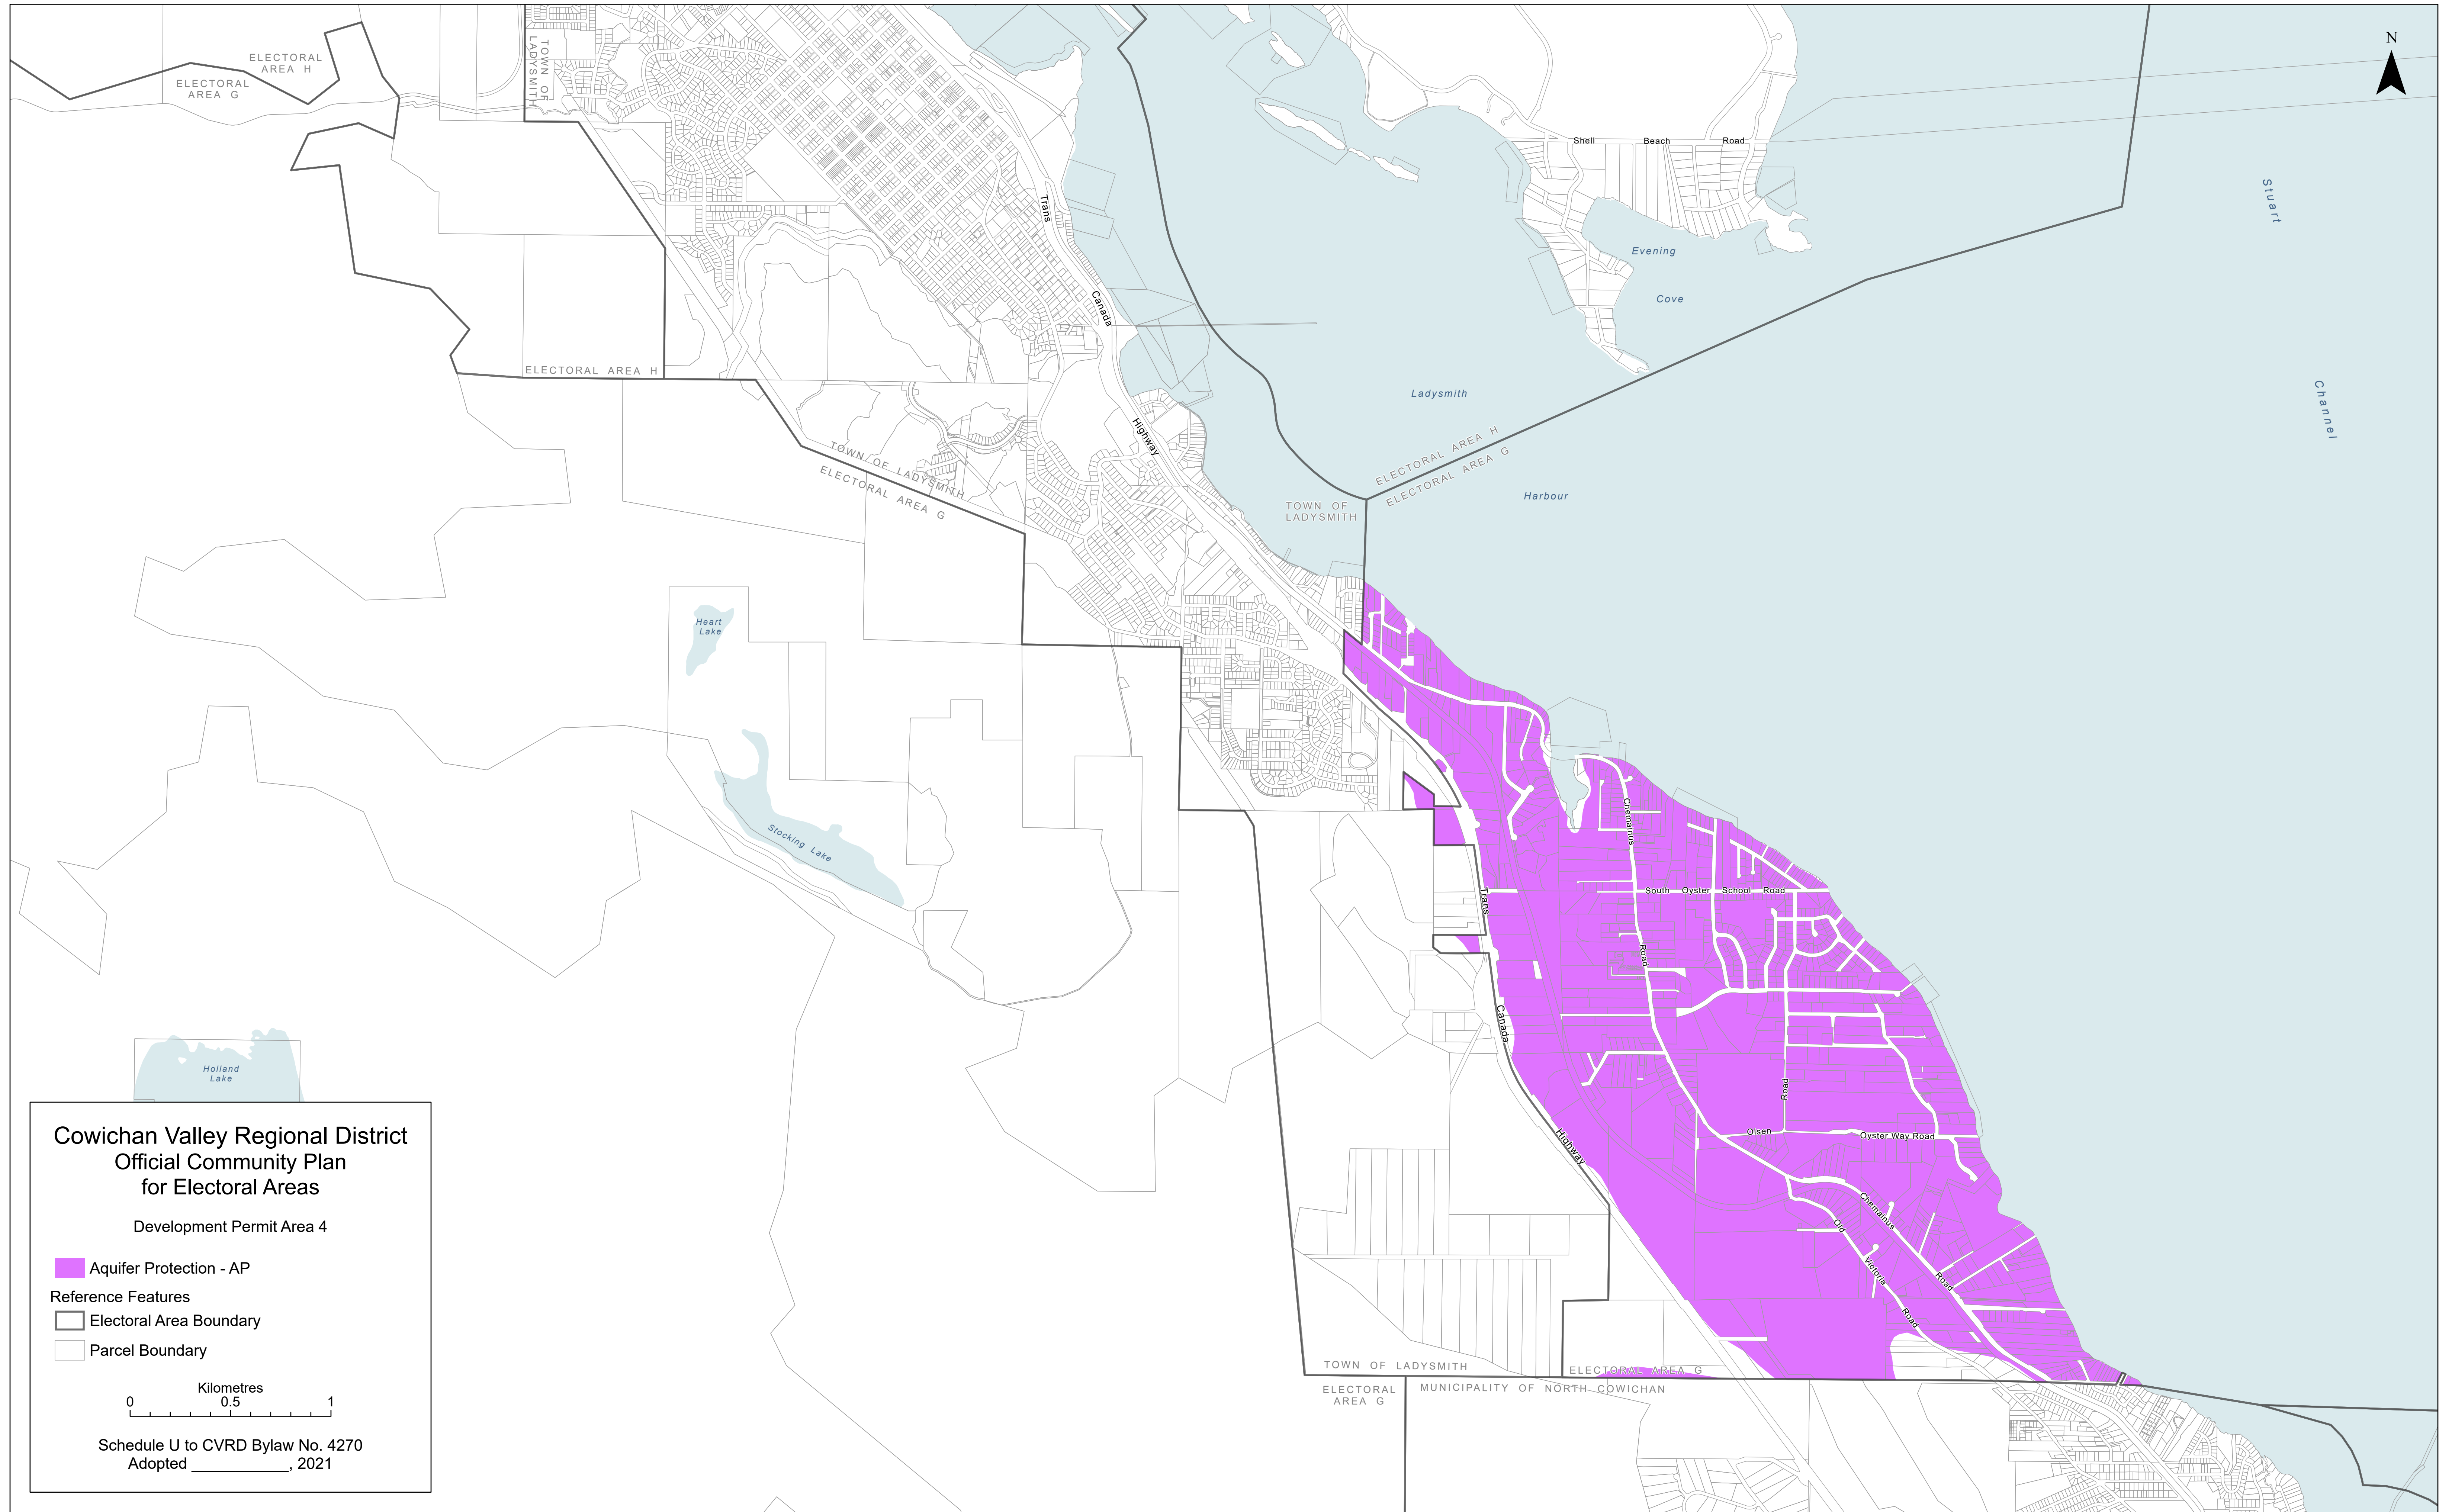 N
ELECTORAL
AREA H
ELECTORAL
AREA G
TOWN OF
LADYSMITH
Shell Beach Road
Trans
Canada
Highway
Evening
Cove
Stuart
Channel
Ladysmith
Harbour
ELECTORAL AREA H
TOWN OF LADYSMITH
ELECTORAL AREA G
ELECTORAL AREA H
ELECTORAL AREA G
TOWN OF
LADYSMITH
Heart
Lake
Stocking Lake
Holland
Lake
Chemainus
Road
South Oyster School Road
Trans
Canada
Highway
Road
Olsen
Oyster Way Road
Chemainus
Road
Old
Victoria
Road
TOWN OF LADYSMITH
ELECTORAL AREA G
ELECTORAL
AREA G
MUNICIPALITY OF NORTH COWICHAN
Cowichan Valley Regional District
Official Community Plan
for Electoral Areas
Development Permit Area 4
Aquifer Protection - AP
Reference Features
Electoral Area Boundary
Parcel Boundary
Kilometres
0 0.5 1
Schedule U to CVRD Bylaw No. 4270
Adopted ____________, 2021